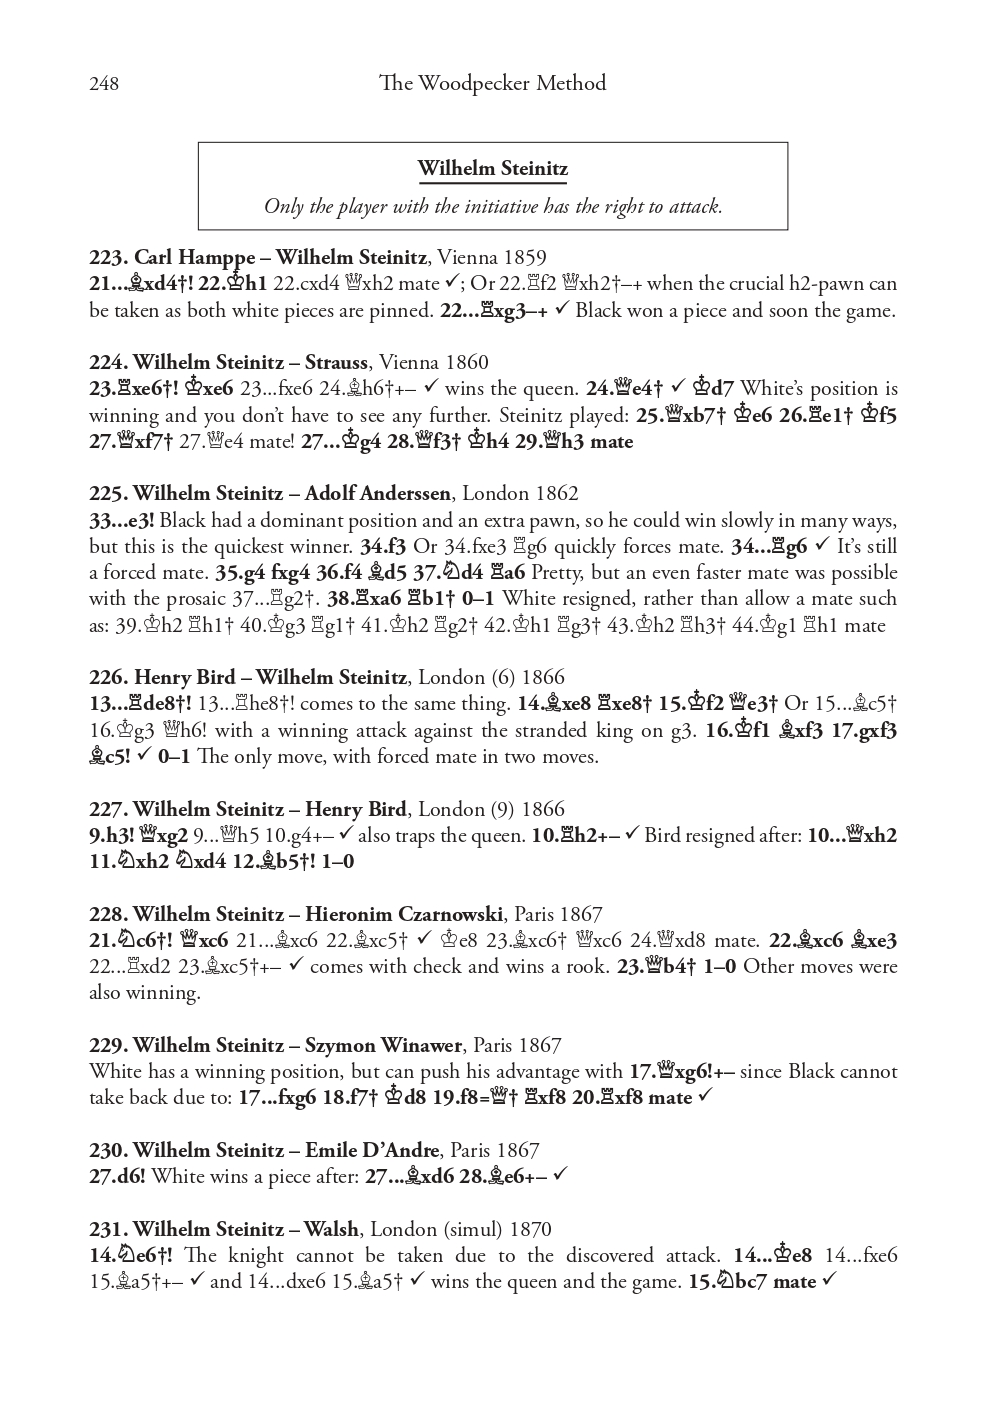 248
The Woodpecker Method
Wilhelm Steinitz
Only the player with the initiative has the right to attack.
223. Carl Hamppe – Wilhelm Steinitz, Vienna 1859
21...♗xd4†! 22.♔h1 22.cxd4 ♕xh2 mate ✓; Or 22.♖f2 ♕xh2†–+ when the crucial h2-pawn can
be taken as both white pieces are pinned. 22...♖xg3–+ ✓ Black won a piece and soon the game.
224. Wilhelm Steinitz – Strauss, Vienna 1860
23.♖xe6†! ♔xe6 23...fxe6 24.♗h6†+– ✓ wins the queen. 24.♕e4† ✓ ♔d7 White's position is
winning and you don't have to see any further. Steinitz played: 25.♕xb7† ♔e6 26.♖e1† ♔f5
27.♕xf7† 27.♕e4 mate! 27...♔g4 28.♕f3† ♔h4 29.♕h3 mate
225. Wilhelm Steinitz – Adolf Anderssen, London 1862
33...e3! Black had a dominant position and an extra pawn, so he could win slowly in many ways,
but this is the quickest winner. 34.f3 Or 34.fxe3 ♖g6 quickly forces mate. 34...♖g6 ✓ It's still
a forced mate. 35.g4 fxg4 36.f4 ♗d5 37.♘d4 ♖a6 Pretty, but an even faster mate was possible
with the prosaic 37...♖g2†. 38.♖xa6 ♖b1† 0–1 White resigned, rather than allow a mate such
as: 39.♔h2 ♖h1† 40.♔g3 ♖g1† 41.♔h2 ♖g2† 42.♔h1 ♖g3† 43.♔h2 ♖h3† 44.♔g1 ♖h1 mate
226. Henry Bird – Wilhelm Steinitz, London (6) 1866
13...♖de8†! 13...♖he8†! comes to the same thing. 14.♗xe8 ♖xe8† 15.♔f2 ♕e3† Or 15...♗c5†
16.♔g3 ♕h6! with a winning attack against the stranded king on g3. 16.♔f1 ♗xf3 17.gxf3
♗c5! ✓ 0–1 The only move, with forced mate in two moves.
227. Wilhelm Steinitz – Henry Bird, London (9) 1866
9.h3! ♕xg2 9...♕h5 10.g4+– ✓ also traps the queen. 10.♖h2+– ✓ Bird resigned after: 10...♕xh2
11.♘xh2 ♘xd4 12.♗b5†! 1–0
228. Wilhelm Steinitz – Hieronim Czarnowski, Paris 1867
21.♘c6†! ♕xc6 21...♗xc6 22.♗xc5† ✓ ♔e8 23.♗xc6† ♕xc6 24.♕xd8 mate. 22.♗xc6 ♗xe3
22...♖xd2 23.♗xc5†+– ✓ comes with check and wins a rook. 23.♕b4† 1–0 Other moves were
also winning.
229. Wilhelm Steinitz – Szymon Winawer, Paris 1867
White has a winning position, but can push his advantage with 17.♕xg6!+– since Black cannot
take back due to: 17...fxg6 18.f7† ♔d8 19.f8=♕† ♖xf8 20.♖xf8 mate ✓
230. Wilhelm Steinitz – Emile D'Andre, Paris 1867
27.d6! White wins a piece after: 27...♗xd6 28.♗e6+– ✓
231. Wilhelm Steinitz – Walsh, London (simul) 1870
14.♘e6†! The knight cannot be taken due to the discovered attack. 14...♔e8 14...fxe6
15.♗a5†+– ✓ and 14...dxe6 15.♗a5† ✓ wins the queen and the game. 15.♘bc7 mate ✓